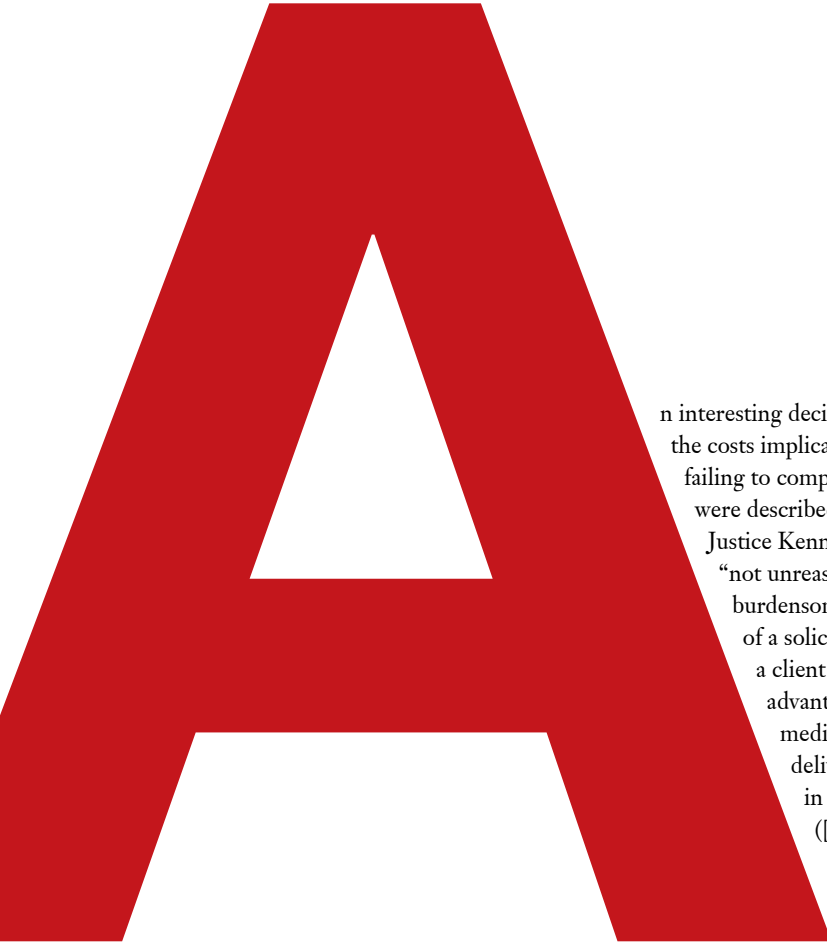 A
n interesting deci
the costs implica
failing to comp
were describe
Justice Kenn
“not unreas
burdenson
of a solic
a client
advant
medi
deli
in
([